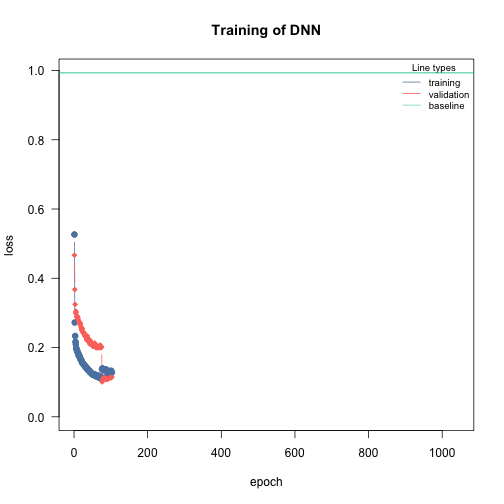 Training of DNN
Line types
training
validation
baseline
loss
1.0
0.8
0.6
0.4
0.2
0.0
0 200 400 600 800 1000
epoch